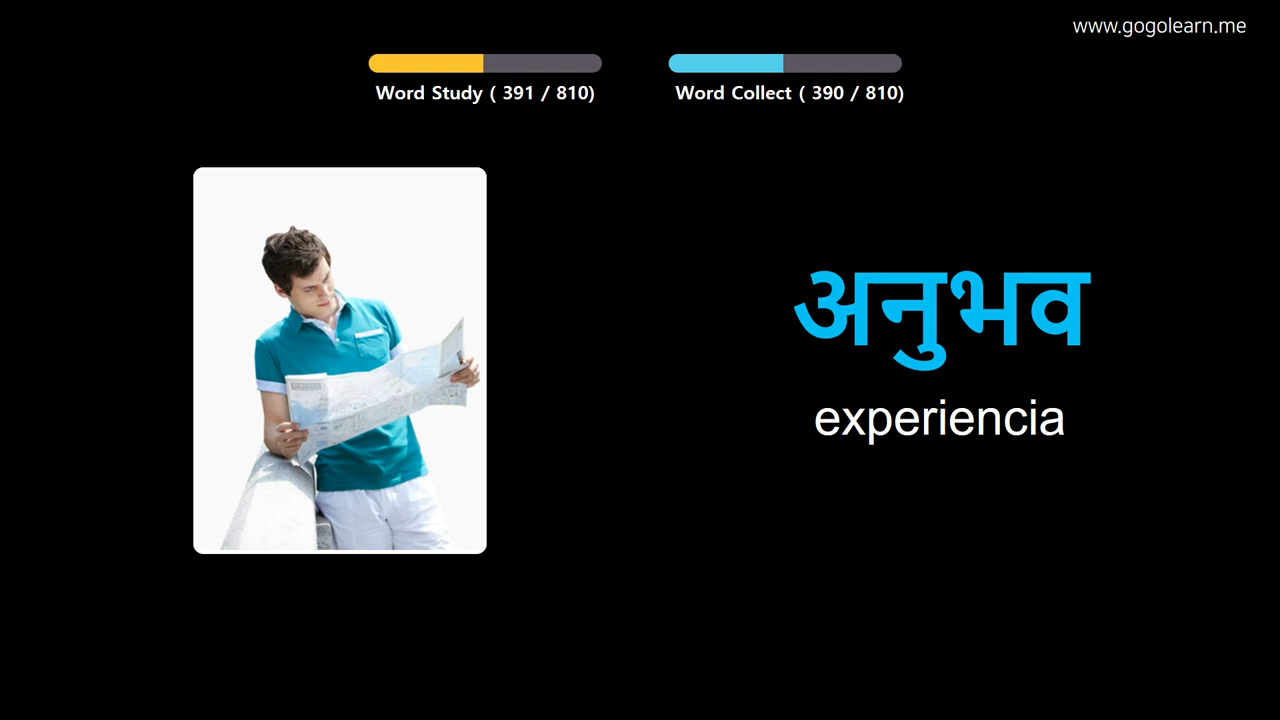 www.gogolearn.me
Word Study ( 391 / 810)
Word Collect ( 390 / 810)
अनुभव
experiencia